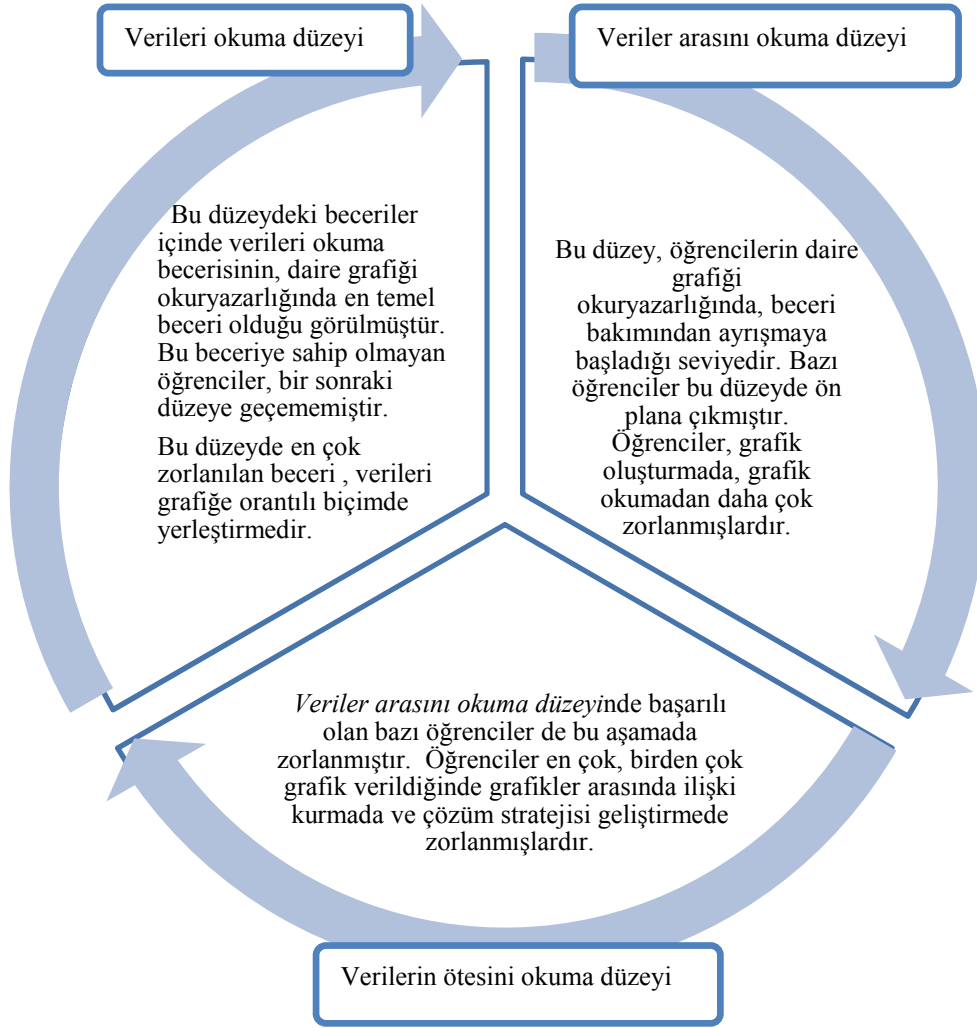 Verileri okuma düzeyi
Veriler arasını okuma düzeyi
Bu düzeydeki beceriler
içinde verileri okuma
becerisinin, daire grafiği
okuryazarlığında en temel
beceri olduğu görülmüştür.
Bu beceriye sahip olmayan
öğrenciler, bir sonraki
düzeye geçememiştir.
Bu düzeyde en çok
zorlanılan beceri , verileri
grafiğe orantılı biçimde
yerleştirmedir.
Bu düzey, öğrencilerin daire
grafiği
okuryazarlığında, beceri
bakımından ayrışmaya
başladığı seviyedir. Bazı
öğrenciler bu düzeyde ön
plana çıkmıştır.
Öğrenciler, grafik
oluşturmada, grafik
okumadan daha çok
zorlanmışlardır.
Veriler arasını okuma düzeyinde başarılı
olan bazı öğrenciler de bu aşamada
zorlanmıştır. Öğrenciler en çok, birden çok
grafik verildiğinde grafikler arasında ilişki
kurmada ve çözüm stratejisi geliştirmede
zorlanmışlardır.
Verilerin ötesini okuma düzeyi